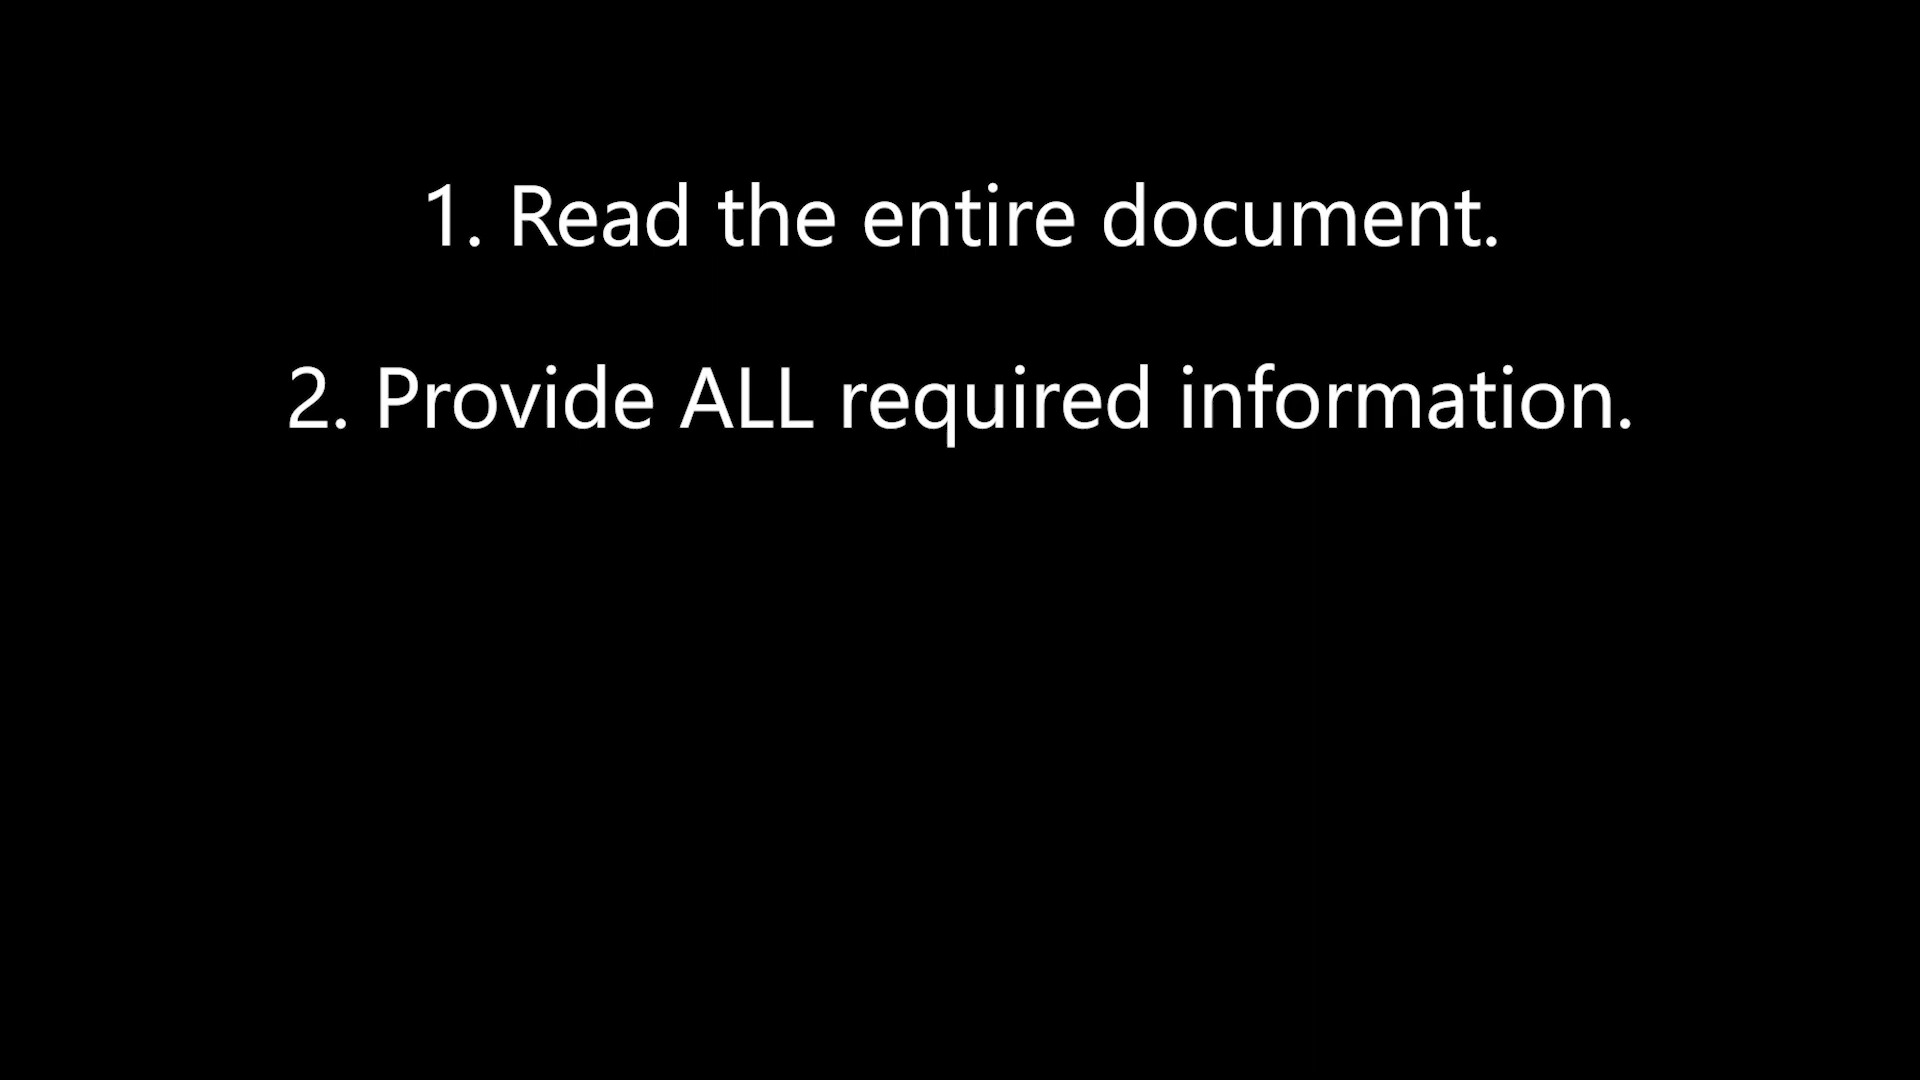 1. Read the entire document.
2. Provide ALL required information.